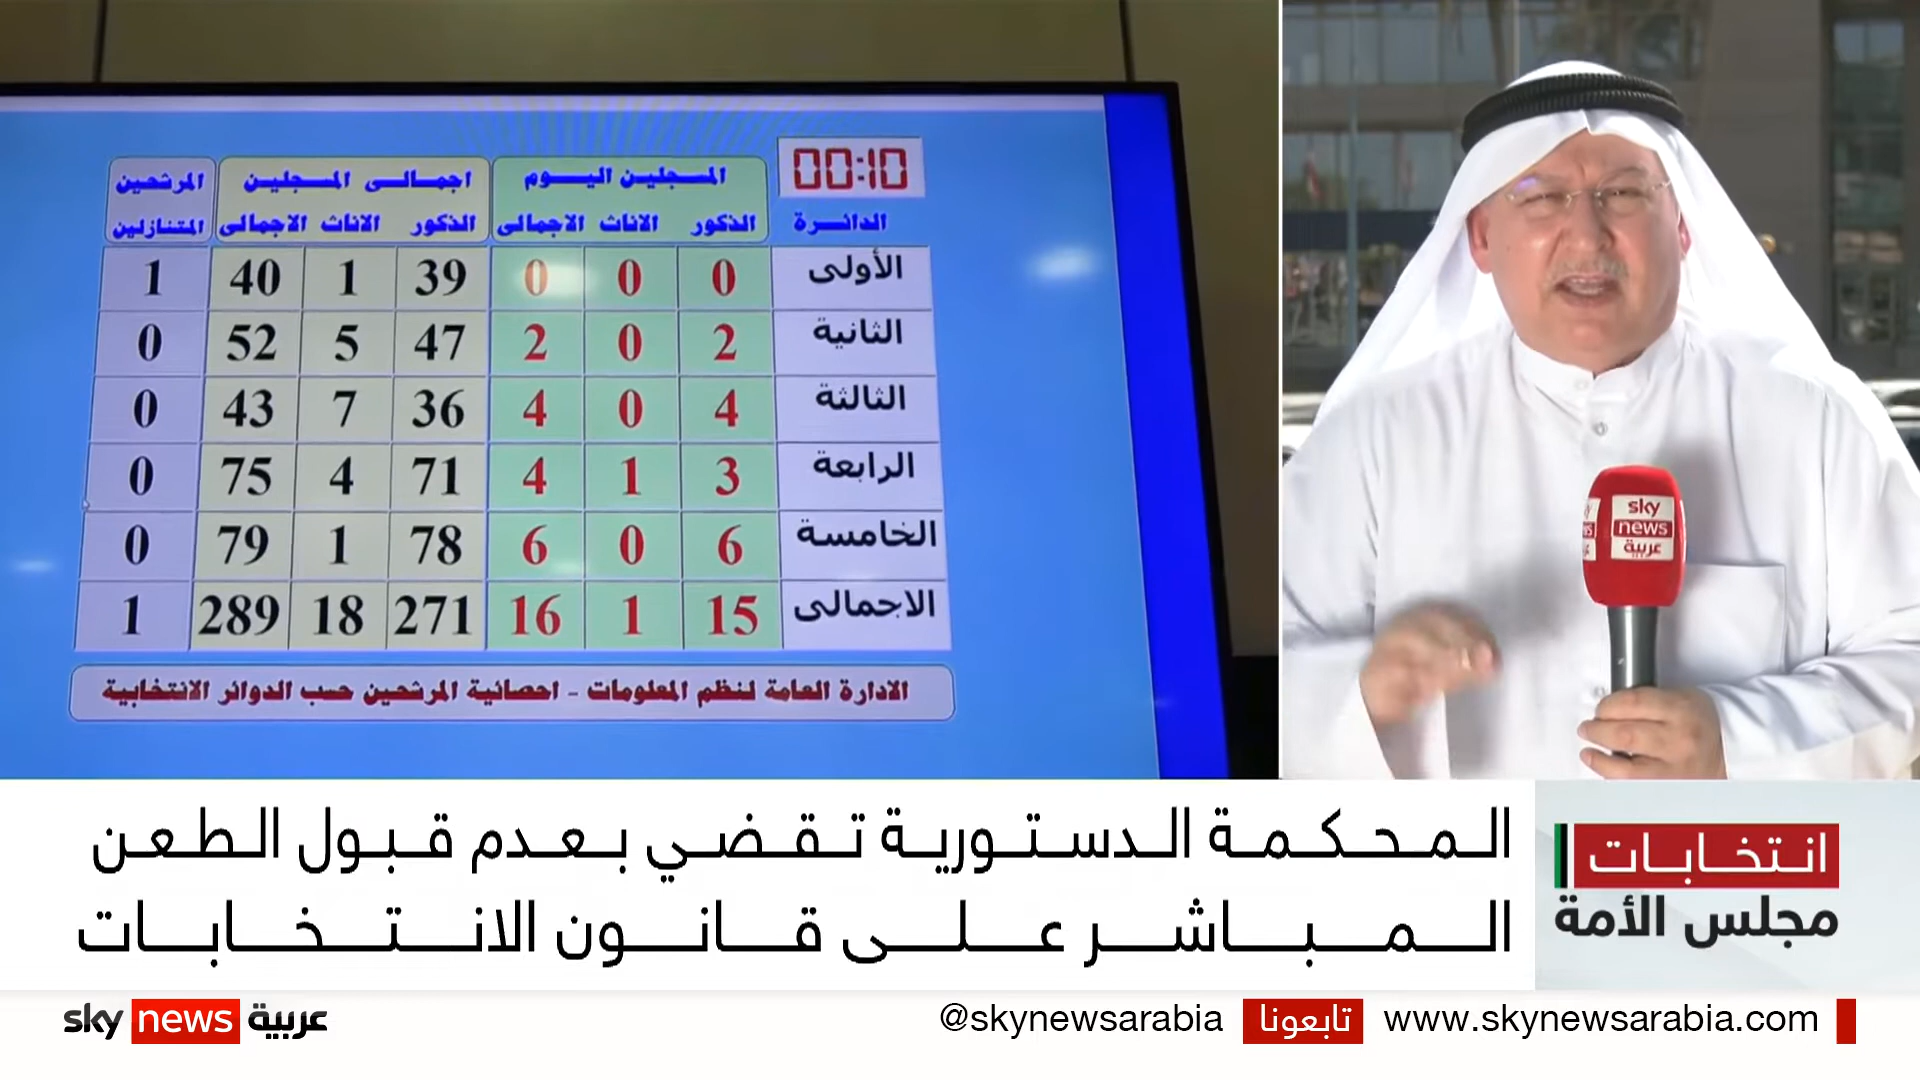 00:10
المسجلين اليوم
اجمالى المسجلين
المرشحين
الدائرة
الذكور الاناث الاجمالى
الذكور الاناث الاجمالى
المتنازلين
الأولى 0 0 0 39 1 40 1
الثانية 2 0 2 47 5 52 0
الثالثة 4 0 4 36 7 43 0
الرابعة 3 1 4 71 4 75 0
الخامسة 6 0 6 78 1 79 0
الاجمالى 15 1 16 271 18 289 1
الادارة العامة لنظم المعلومات - احصائية المرشحين حسب الدوائر الانتخابية
sky
news
عربية
انتخابات
مجلس الأمة
المحكمة الدستورية تقضي بعدم قبول الطعن
المباشر على قانون الانتخابات
www.skynewsarabia.com تابعونا @skynewsarabia
sky news عربية